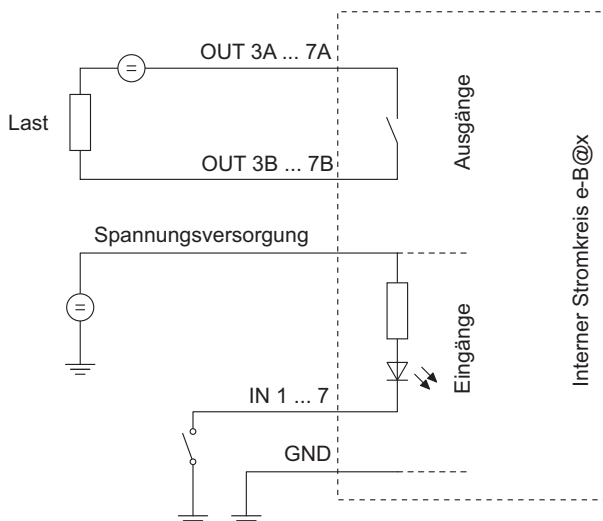 OUT 3A ... 7A
=
Last
OUT 3B ... 7B
Ausgänge
Spannungsversorgung
=
Eingänge
IN 1 ... 7
GND
Interner Stromkreis e-B@x